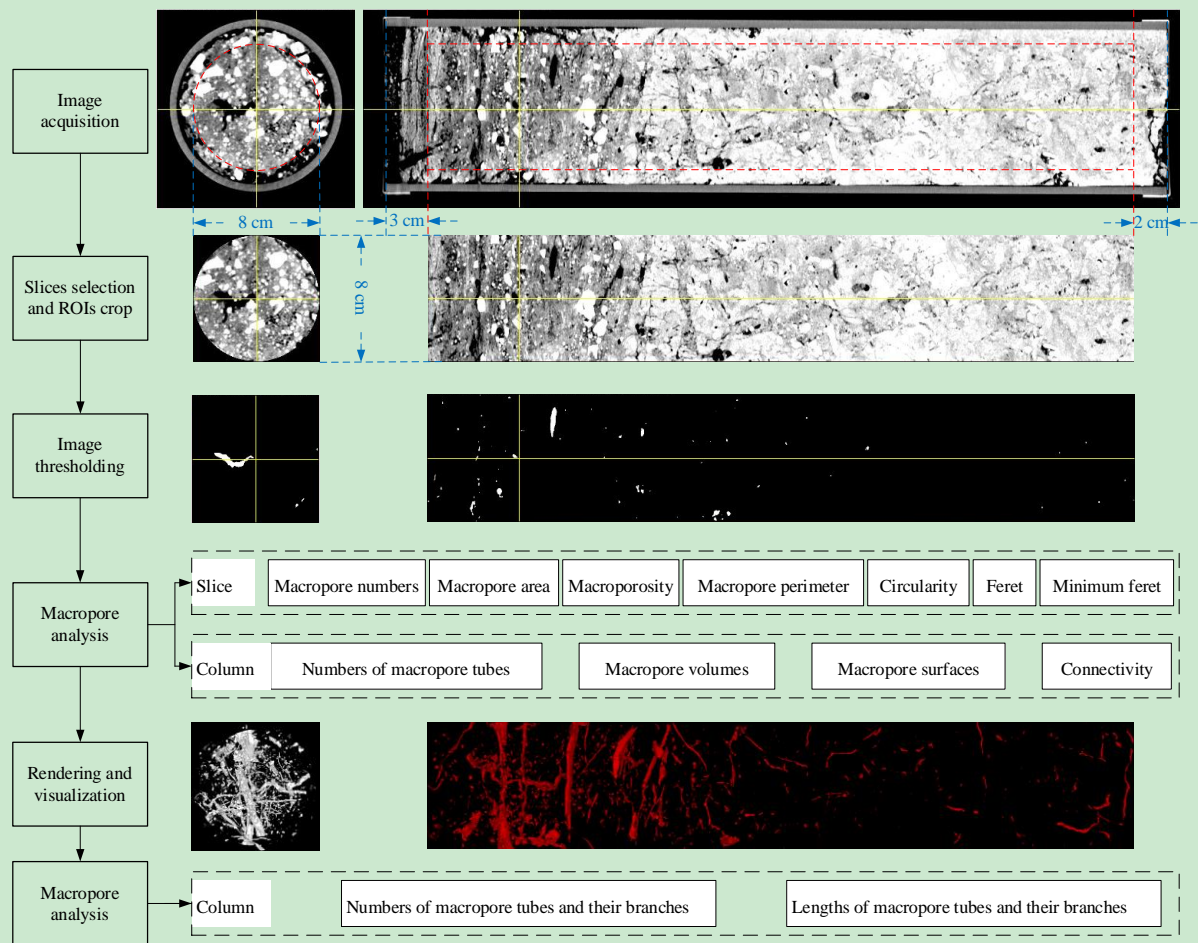 Image
acquisition
8 cm
3 cm
2 cm
Slices selection
and ROIs crop
8 cm
Image
thresholding
Macropore
analysis
Slice
Macropore numbers
Macropore area
Macroporosity
Macropore perimeter
Circularity
Feret
Minimum feret
Column
Numbers of macropore tubes
Macropore volumes
Macropore surfaces
Connectivity
Rendering and
visualization
Macropore
analysis
Column
Numbers of macropore tubes and their branches
Lengths of macropore tubes and their branches